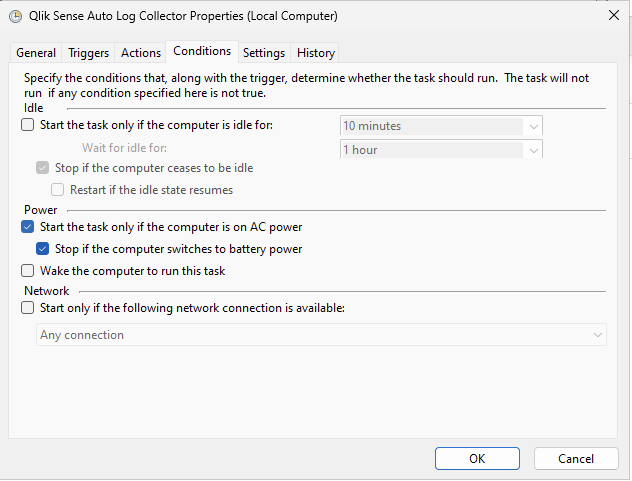 Qlik Sense Auto Log Collector Properties (Local Computer)
General Triggers Actions Conditions Settings History
Specify the conditions that, along with the trigger, determine whether the task should run. The task will not
run if any condition specified here is not true.
Idle
Start the task only if the computer is idle for: 10 minutes
Wait for idle for: 1 hour
Stop if the computer ceases to be idle
Restart if the idle state resumes
Power
Start the task only if the computer is on AC power
Stop if the computer switches to battery power
Wake the computer to run this task
Network
Start only if the following network connection is available:
Any connection
OK Cancel